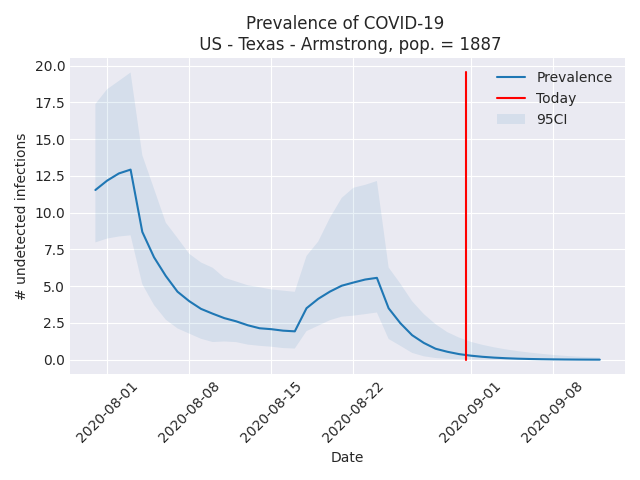 Prevalence of COVID-19
US - Texas - Armstrong, pop. = 1887
20.0
17.5
15.0
12.5
10.0
7.5
5.0
2.5
0.0
# undetected infections
Prevalence
Today
95CI
2020-08-01
2020-08-08
2020-08-15
2020-08-22
2020-09-01
2020-09-08
Date